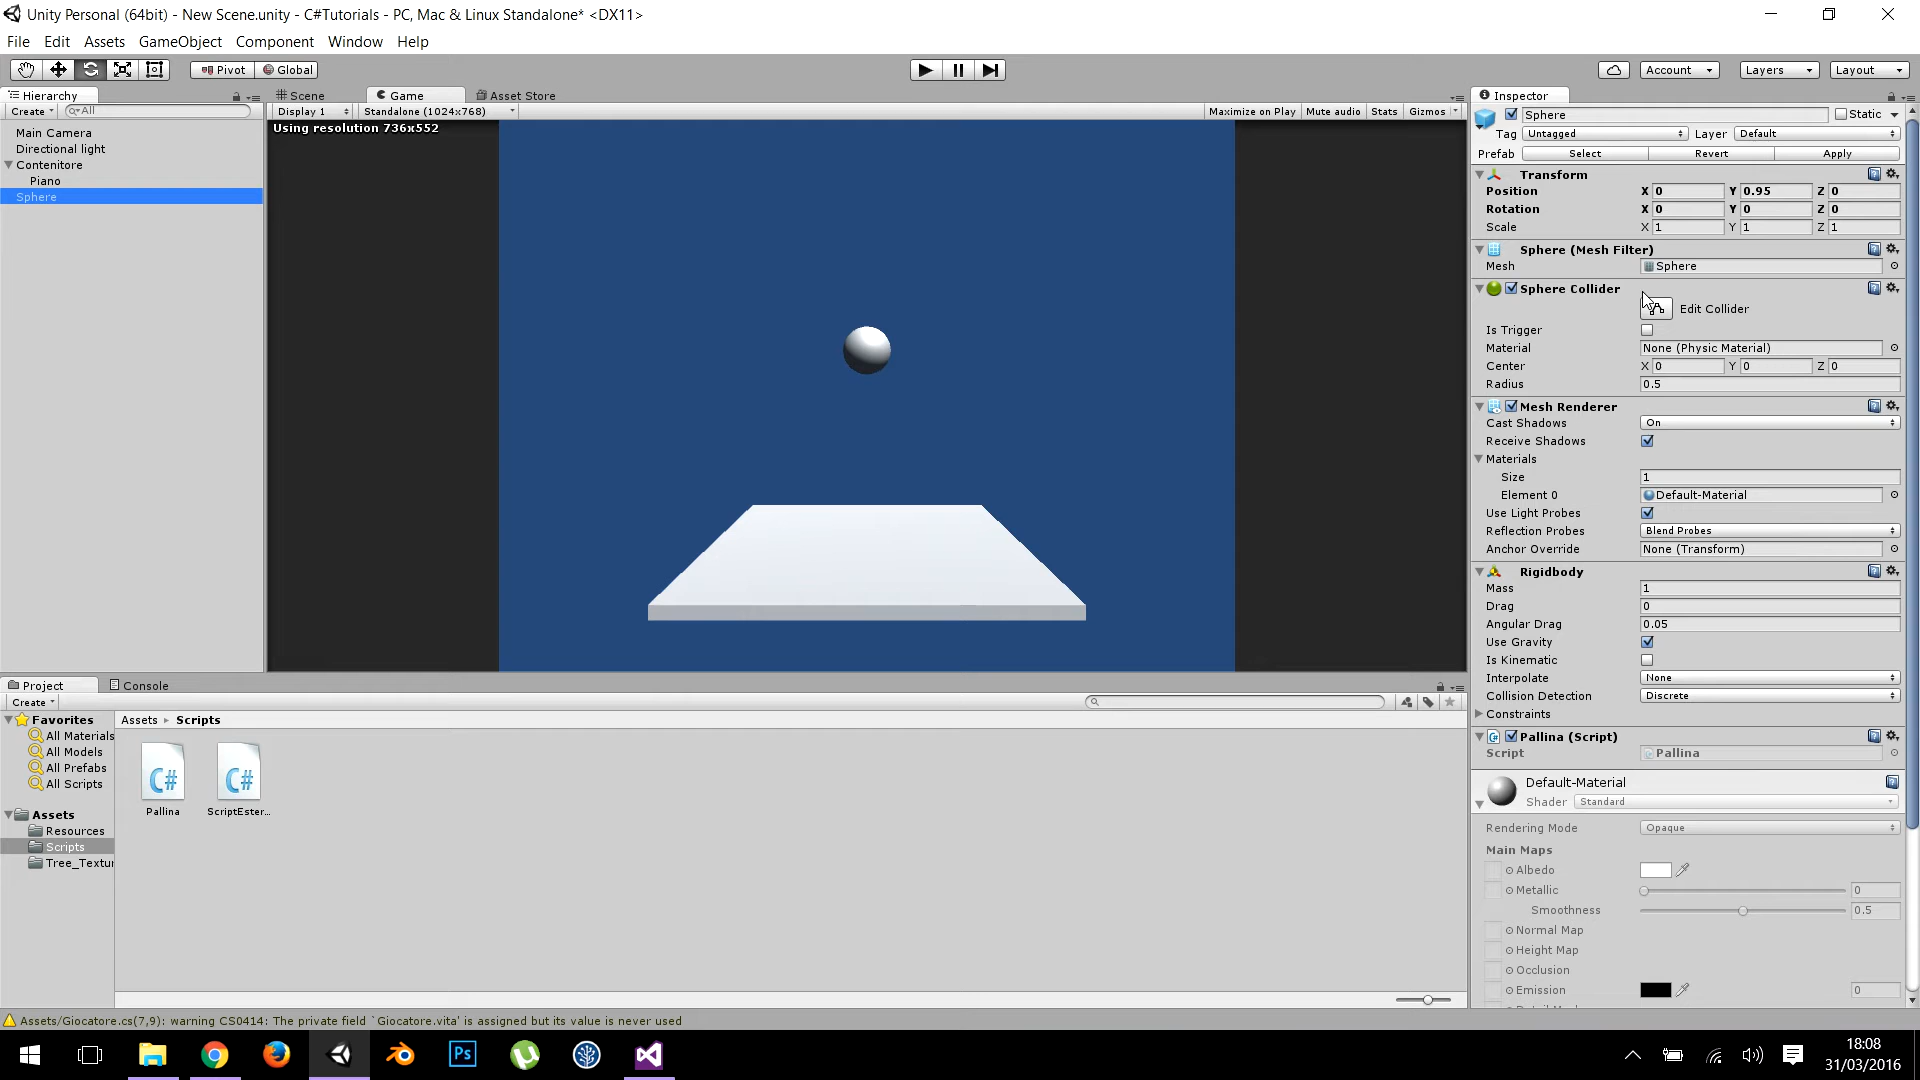 Unity Personal (64bit) - New Scene.unity - C#Tutorials - PC, Mac & Linux Standalone* <DX11>
File Edit Assets GameObject Component Window Help
Pivot Global Account Layers Layout
Hierarchy
Create All
Main Camera
Directional light
Contenitore
Piano
Sphere
Scene Game Asset Store
Display 1 Standalone (1024x768) Maximize on Play Mute audio Stats Gizmos
Using resolution 736x552
Inspector
Sphere Static
Tag Untagged Layer Default
Prefab Select Revert Apply
Transform
Position X 0 Y 0.95 Z 0
Rotation X 0 Y 0 Z 0
Scale X 1 Y 1 Z 1
Sphere (Mesh Filter)
Mesh Sphere
Sphere Collider
Edit Collider
Is Trigger
Material None (Physic Material)
Center X 0 Y 0 Z 0
Radius 0.5
Mesh Renderer
Cast Shadows On
Receive Shadows
Materials
Size 1
Element 0 Default-Material
Use Light Probes
Reflection Probes Blend Probes
Anchor Override None (Transform)
Rigidbody
Mass 1
Drag 0
Angular Drag 0.05
Use Gravity
Is Kinematic
Interpolate None
Collision Detection Discrete
Constraints
Pallina (Script)
Script Pallina
Default-Material
Shader Standard
Rendering Mode Opaque
Main Maps
Albedo
Metallic 0
Smoothness 0.5
Normal Map
Height Map
Occlusion
Emission 0
Project Console
Create
Favorites
All Materials
All Models
All Prefabs
All Scripts
Assets
Resources
Scripts
Tree_Textur
Assets Scripts
C# C#
Pallina ScriptEster...
Assets/Giocatore.cs(7,9): warning CS0414: The private field `Giocatore.vita' is assigned but its value is never used
Ps
18:08
31/03/2016